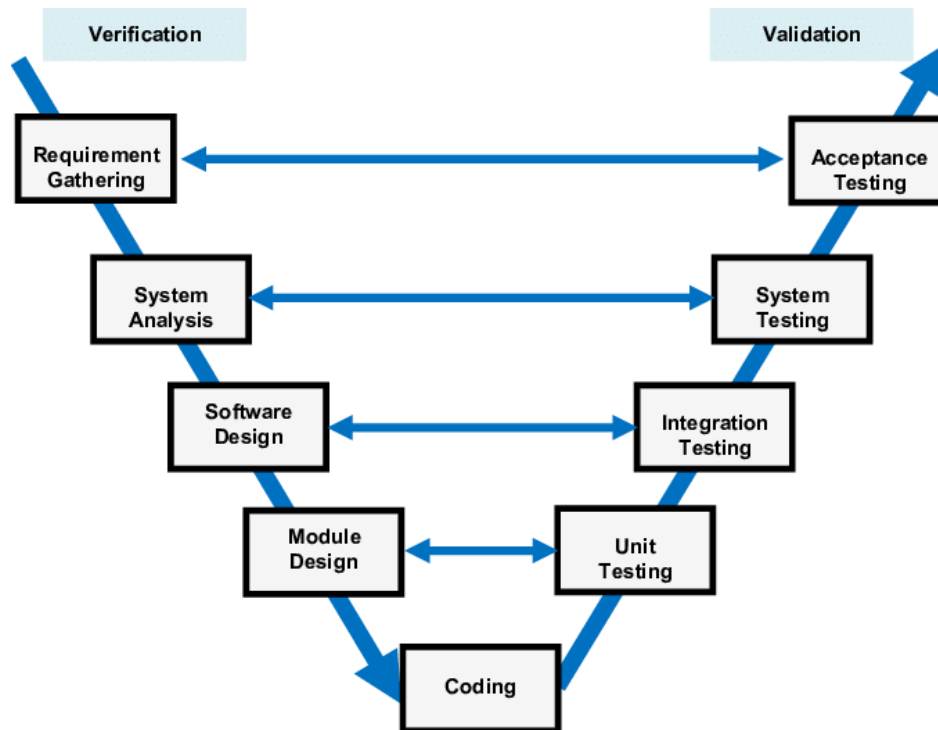 Verification
Validation
Requirement
Gathering
Acceptance
Testing
System
Analysis
System
Testing
Software
Design
Integration
Testing
Module
Design
Unit
Testing
Coding